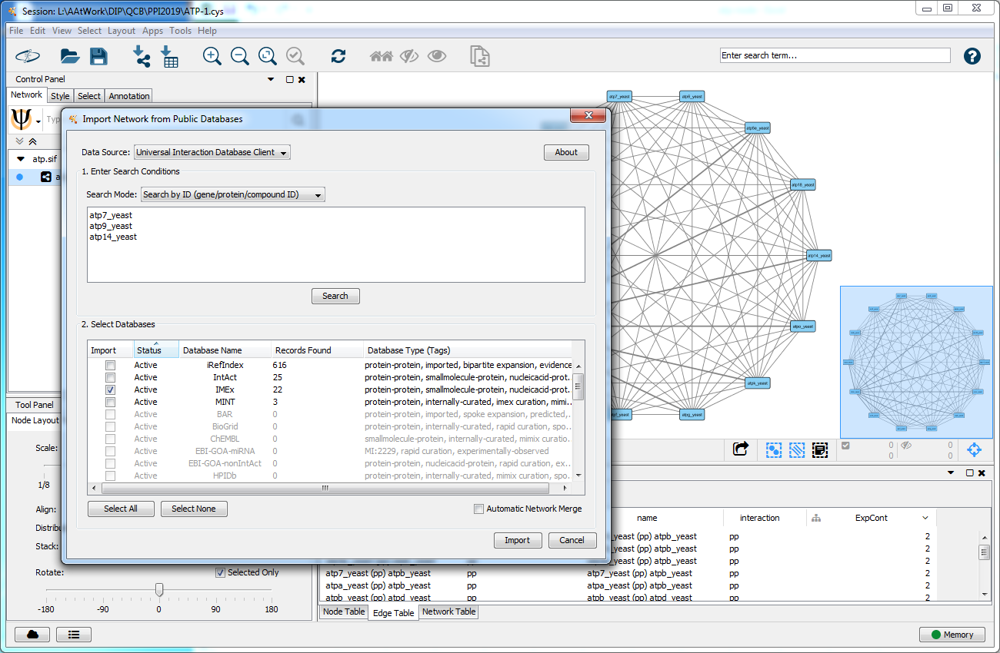 Session: L:\AAtWork\DIP\QCB\PPI2019\ATP-1.cys
File Edit View Select Layout Apps Tools Help
Enter search term...
Control Panel
Network Style Select Annotation
Typ
atp.sif
a
Import Network from Public Databases
Data Source: Universal Interaction Database Client About
1. Enter Search Conditions
Search Mode: Search by ID (gene/protein/compound ID)
atp7_yeast
atp9_yeast
atp14_yeast
Search
2. Select Databases
Import Status Database Name Records Found Database Type (Tags)
Active iRefIndex 616 protein-protein, imported, bipartite expansion, evidence
Active IntAct 25 protein-protein, smallmolecule-protein, nucleicacid-prot...
Active IMEx 22 protein-protein, smallmolecule-protein, nucleicacid-prot...
Active MINT 3 protein-protein, internally-curated, imex curation, mimi...
Active BAR 0 protein-protein, imported, spoke expansion, predicted,...
Active BioGrid 0 protein-protein, internally-curated, rapid curation, spo...
Active ChEMBL 0 smallmolecule-protein, internally-curated, mimix curatio...
Active EBI-GOA-miRNA 0 MI:2229, rapid curation, experimentally-observed
Active EBI-GOA-nonIntAct 0 protein-protein, nucleicacid-protein, rapid curation, ex...
Active HPIDb 0 protein-protein, internally-curated, mimix curation, spo...
Select All Select None Automatic Network Merge
Import Cancel
atp7_yeast atp9_yeast
atp5e_yeast
atp18_yeast
atp14_yeast
atpo_yeast
atpk_yeast
atpg_yeast
Tool Panel
Node Layout
Scale:
1/8
Align:
Distribu
Stack:
Rotate: Selected Only
-180 -90 0 90 180
0 0
0 0
name interaction ExpCont
_yeast (pp) atpb_yeast pp 2
_yeast (pp) atpb_yeast pp 2
_yeast (pp) atpb_yeast pp 2
atp7_yeast (pp) atpb_yeast pp atp7_yeast (pp) atpb_yeast pp 2
atpa_yeast (pp) atpb_yeast pp atpa_yeast (pp) atpb_yeast pp 2
atpb_yeast (pp) atpd_yeast pp atpb_yeast (pp) atpd_yeast pp 2
Node Table Edge Table Network Table
Memory